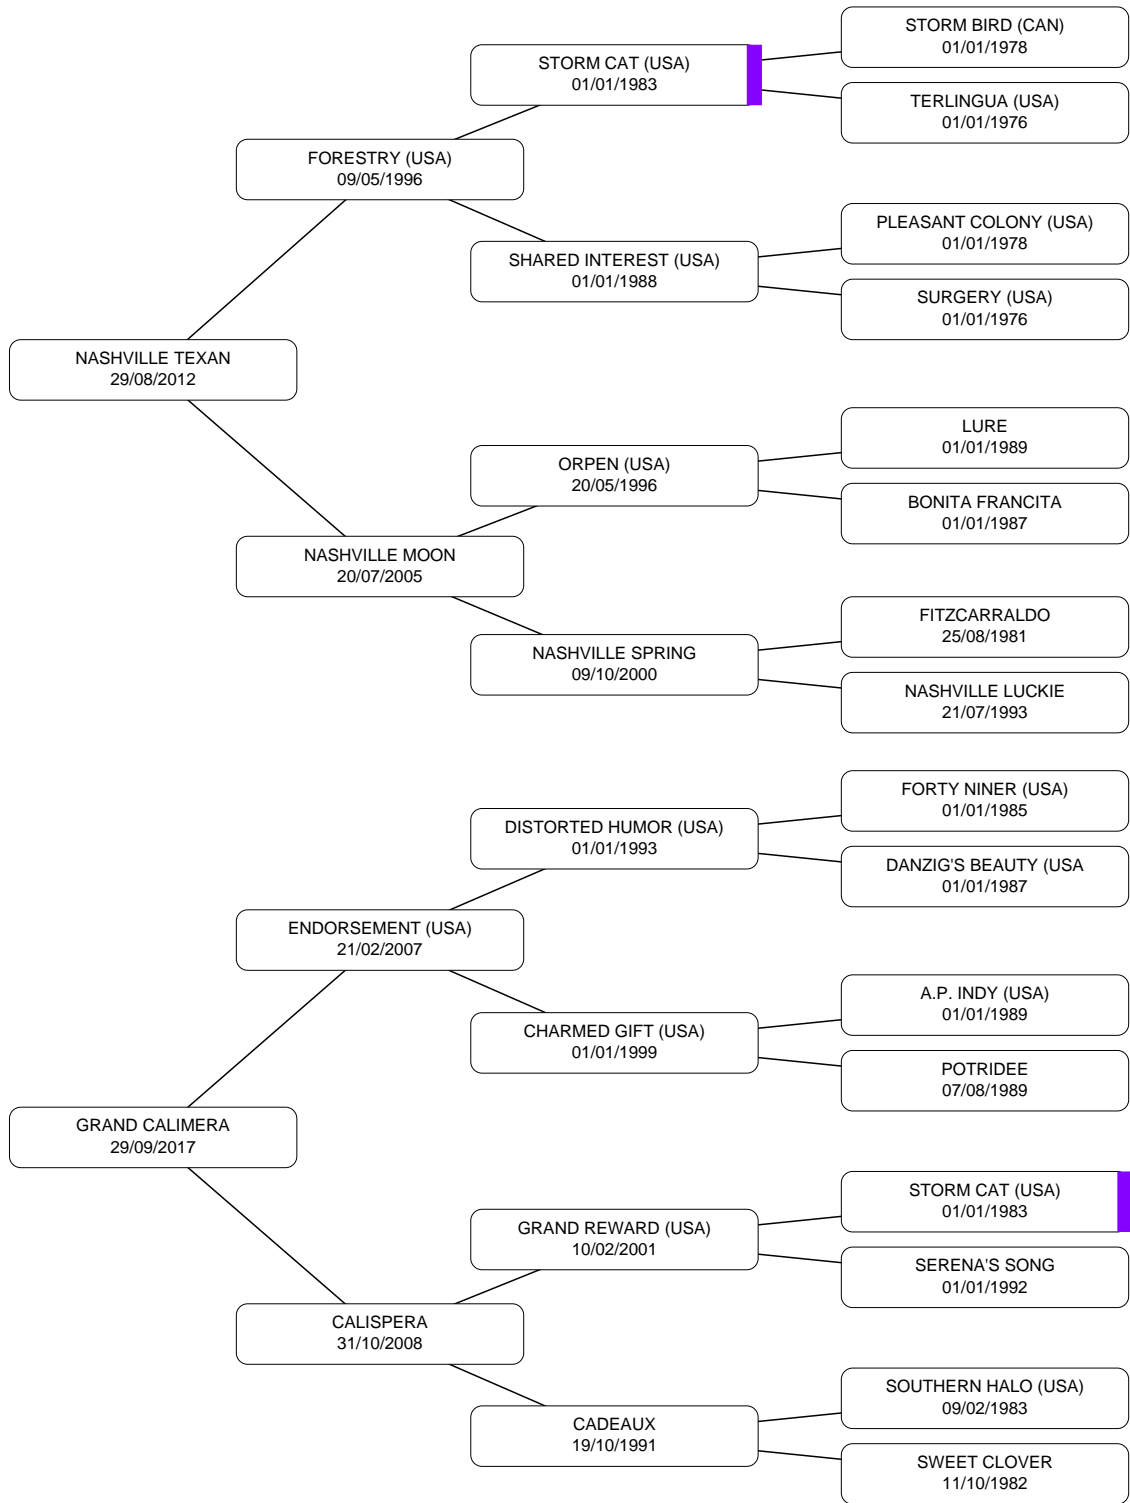 STORM BIRD (CAN)
01/01/1978
STORM CAT (USA)
01/01/1983
TERLINGUA (USA)
01/01/1976
FORESTRY (USA)
09/05/1996
PLEASANT COLONY (USA)
01/01/1978
SHARED INTEREST (USA)
01/01/1988
SURGERY (USA)
01/01/1976
NASHVILLE TEXAN
29/08/2012
LURE
01/01/1989
ORPEN (USA)
20/05/1996
BONITA FRANCITA
01/01/1987
NASHVILLE MOON
20/07/2005
FITZCARRALDO
25/08/1981
NASHVILLE SPRING
09/10/2000
NASHVILLE LUCKIE
21/07/1993
FORTY NINER (USA)
01/01/1985
DISTORTED HUMOR (USA)
01/01/1993
DANZIG'S BEAUTY (USA
01/01/1987
ENDORSEMENT (USA)
21/02/2007
A.P. INDY (USA)
01/01/1989
CHARMED GIFT (USA)
01/01/1999
POTRIDEE
07/08/1989
GRAND CALIMERA
29/09/2017
STORM CAT (USA)
01/01/1983
GRAND REWARD (USA)
10/02/2001
SERENA'S SONG
01/01/1992
CALISPERA
31/10/2008
SOUTHERN HALO (USA)
09/02/1983
CADEAUX
19/10/1991
SWEET CLOVER
11/10/1982